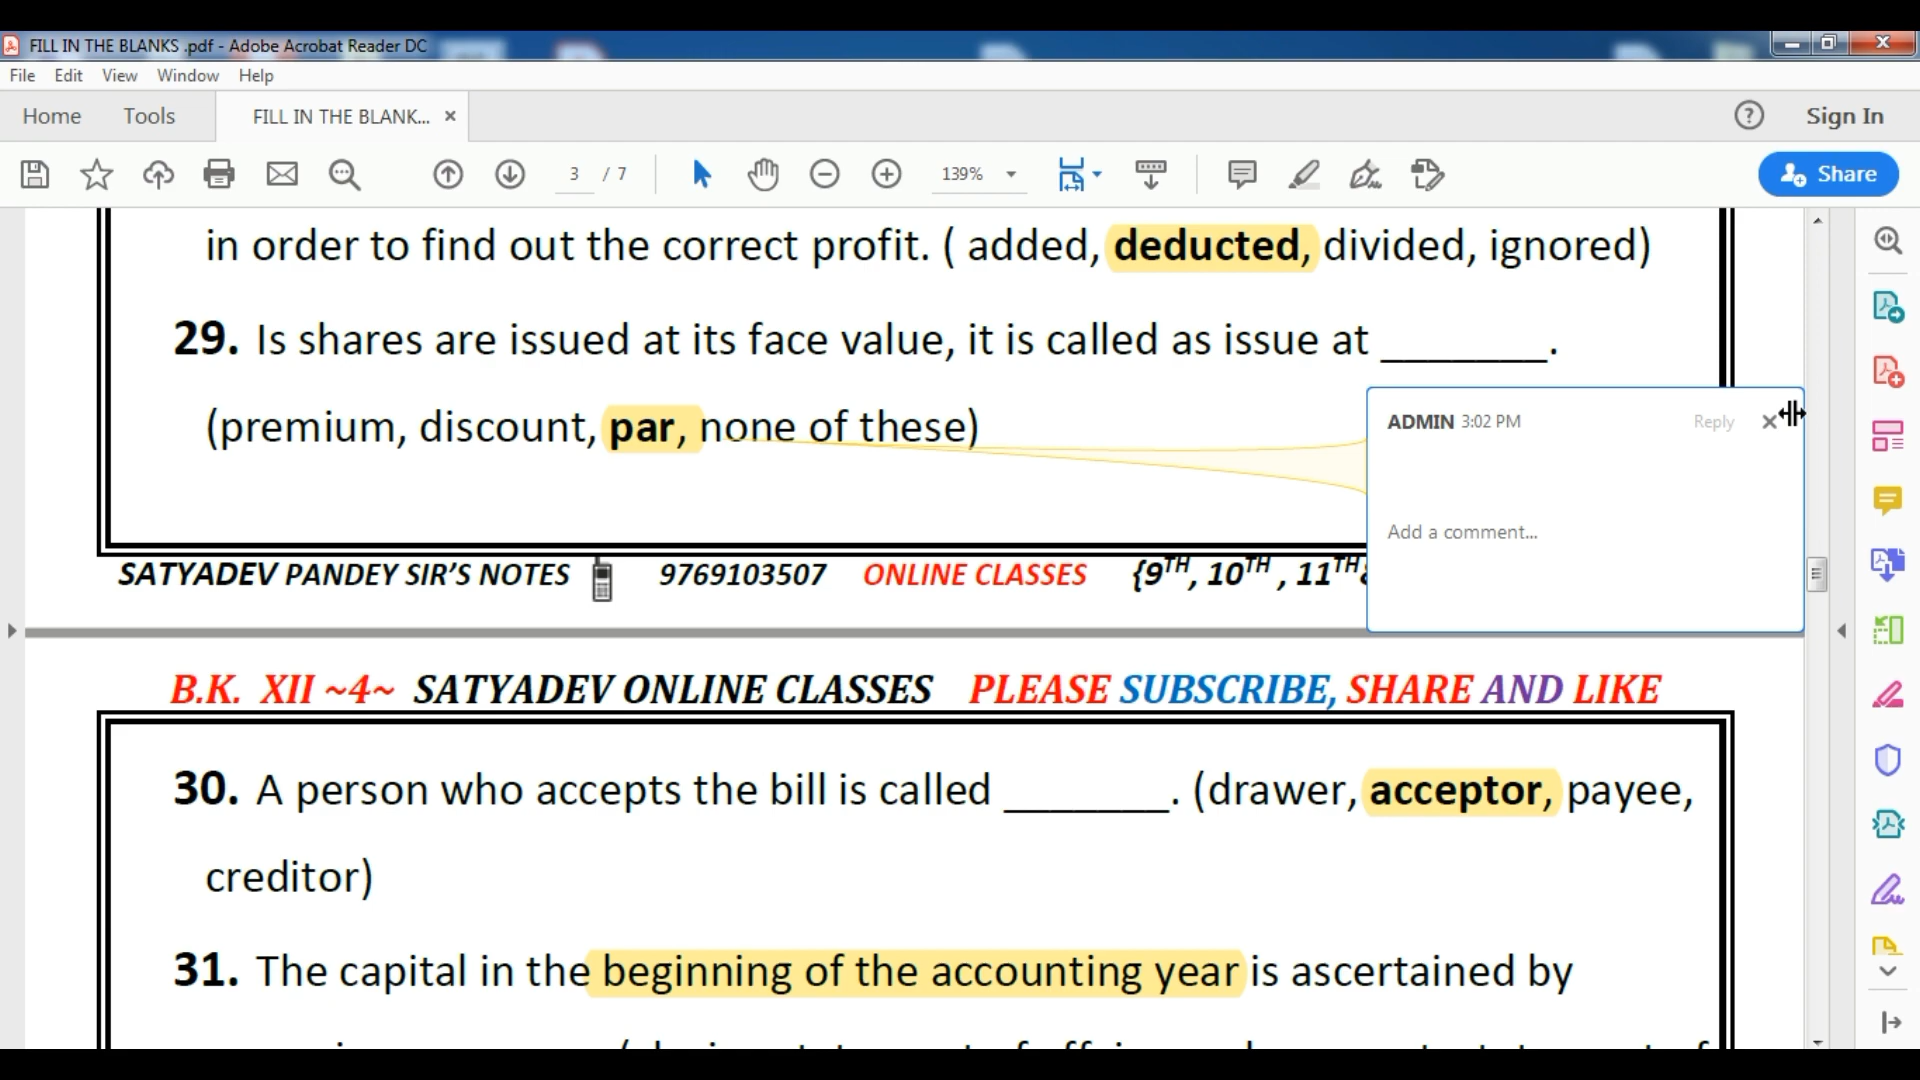 FILL IN THE BLANKS .pdf - Adobe Acrobat Reader DC
File Edit View Window Help
Home Tools FILL IN THE BLANK... × Sign In
3 / 7 139% Share
in order to find out the correct profit. ( added, deducted, divided, ignored)
29. Is shares are issued at its face value, it is called as issue at _______.
(premium, discount, par, none of these)
ADMIN 3:02 PM Reply
Add a comment...
SATYADEV PANDEY SIR'S NOTES 9769103507 ONLINE CLASSES {9TH, 10TH , 11TH
B.K. XII ~4~ SATYADEV ONLINE CLASSES PLEASE SUBSCRIBE, SHARE AND LIKE
30. A person who accepts the bill is called _______. (drawer, acceptor, payee,
creditor)
31. The capital in the beginning of the accounting year is ascertained by